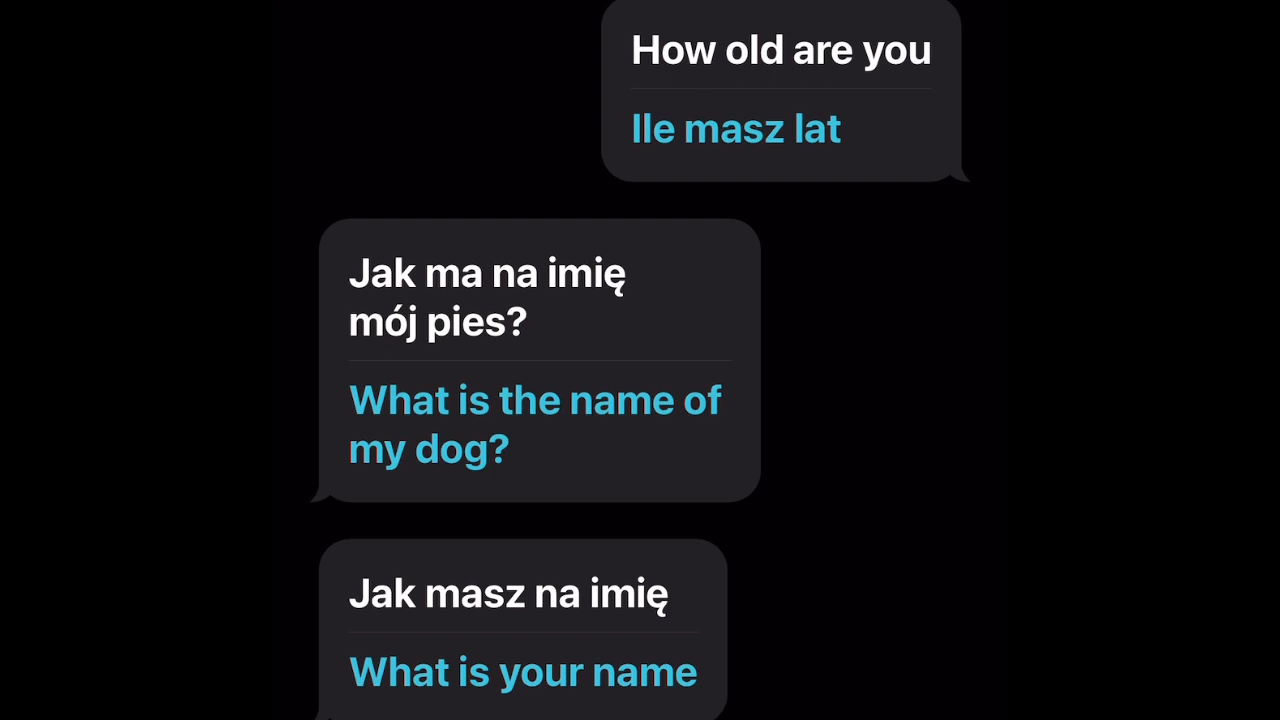 How old are you
Ile masz lat
Jak ma na imię
mój pies?
What is the name of
my dog?
Jak masz na imię
What is your name